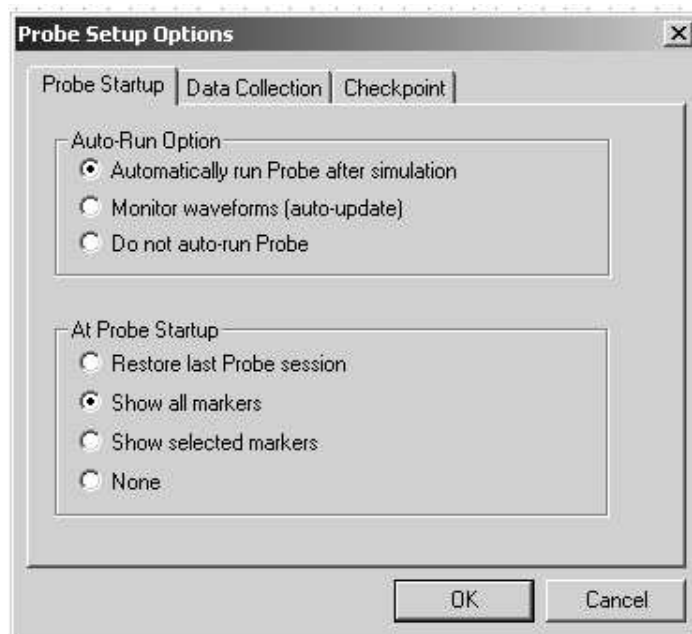 Probe Setup Options
Probe Startup Data Collection Checkpoint
Auto-Run Option
Automatically run Probe after simulation
Monitor waveforms (auto-update)
Do not auto-run Probe
At Probe Startup
Restore last Probe session
Show all markers
Show selected markers
None
OK Cancel